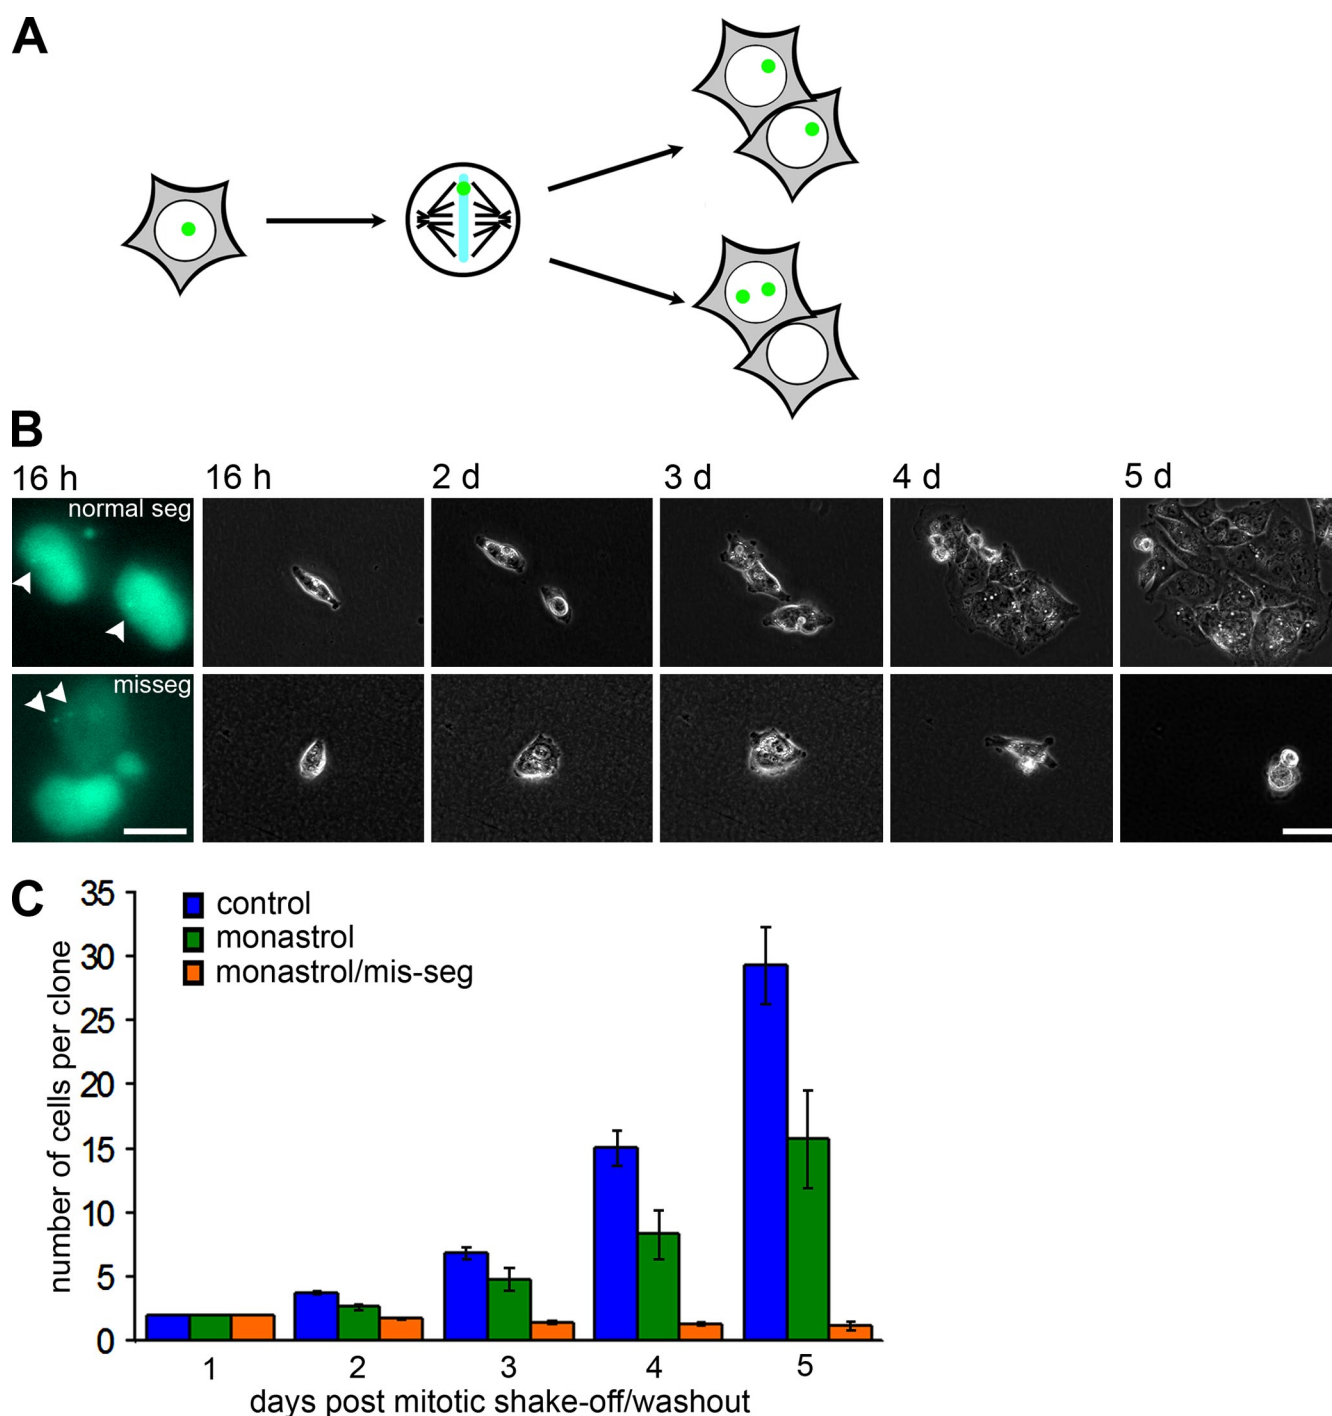 A
B
16 h 16 h 2 d 3 d 4 d 5 d
normal seg
misseg
C
control
monastrol
monastrol/mis-seg
number of cells per clone
35
30
25
20
15
10
5
0
1 2 3 4 5
days post mitotic shake-off/washout